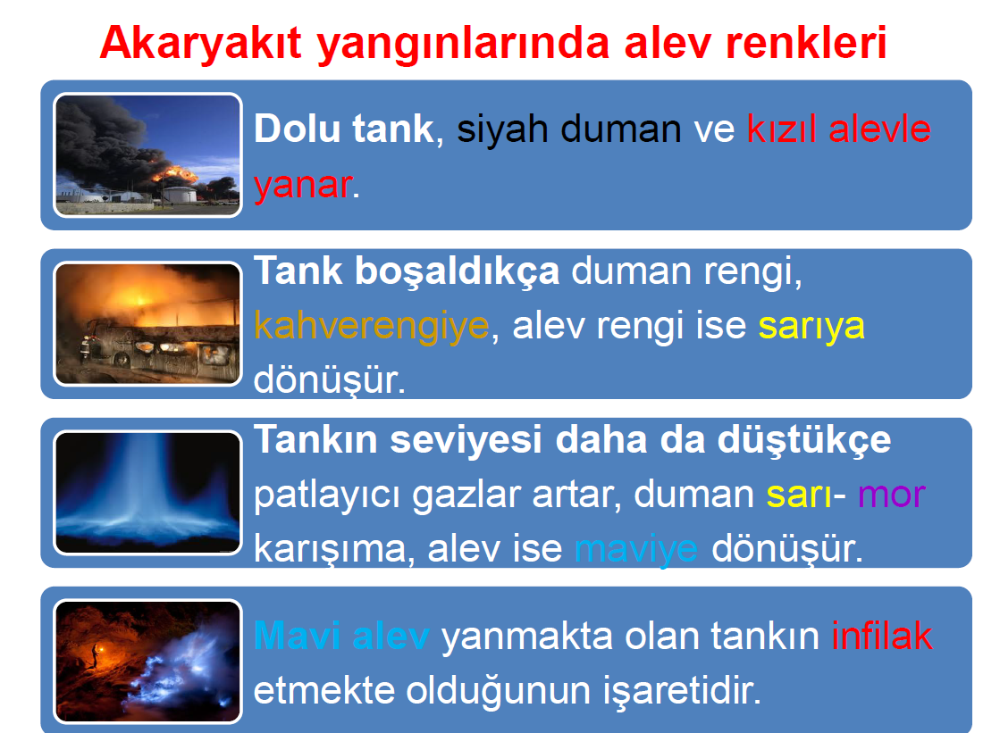 Akaryakıt yangınlarında alev renkleri
Dolu tank, siyah duman ve kızıl alevle
yanar.
Tank boşaldıkça duman rengi,
kahverengiye, alev rengi ise sarıya
dönüşür.
Tankın seviyesi daha da düştükçe
patlayıcı gazlar artar, duman sarı- mor
karışıma, alev ise maviye dönüşür.
Mavi alev yanmakta olan tankın infilak
etmekte olduğunun işaretidir.